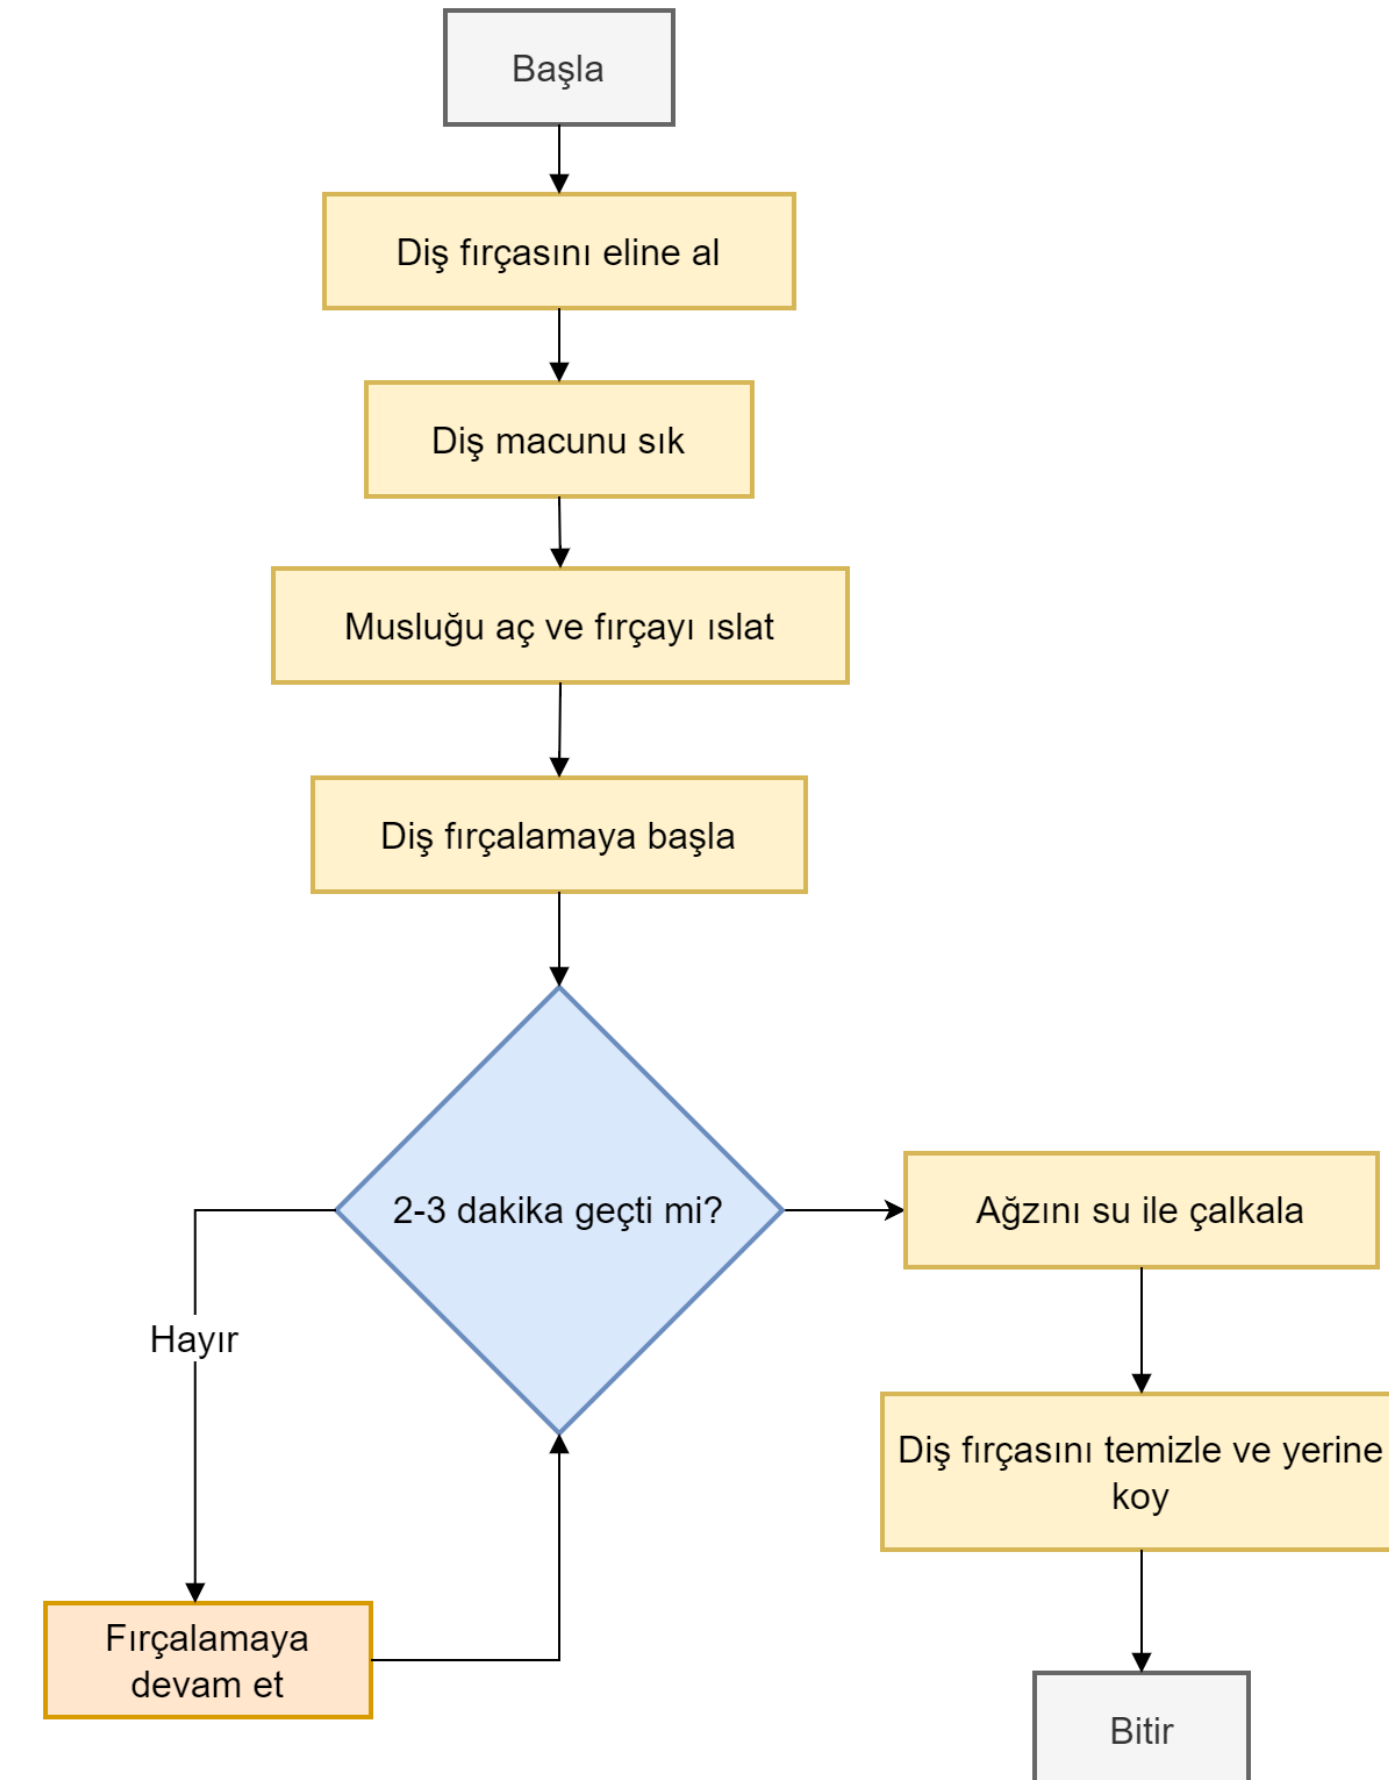 Başla
Diş fırçasını eline al
Diş macunu sık
Musluğu aç ve fırçayı ıslat
Diş fırçalamaya başla
2-3 dakika geçti mi?
Ağzını su ile çalkala
Hayır
Diş fırçasını temizle ve yerine
koy
Fırçalamaya
devam et
Bitir